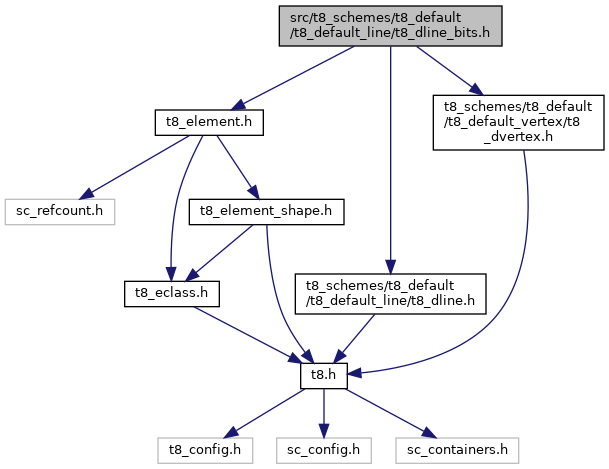 src/t8_schemes/t8_default
/t8_default_line/t8_dline_bits.h
t8_schemes/t8_default
/t8_default_vertex/t8
_dvertex.h
t8_element.h
sc_refcount.h
t8_element_shape.h
t8_eclass.h
t8_schemes/t8_default
/t8_default_line/t8_dline.h
t8.h
t8_config.h
sc_config.h
sc_containers.h